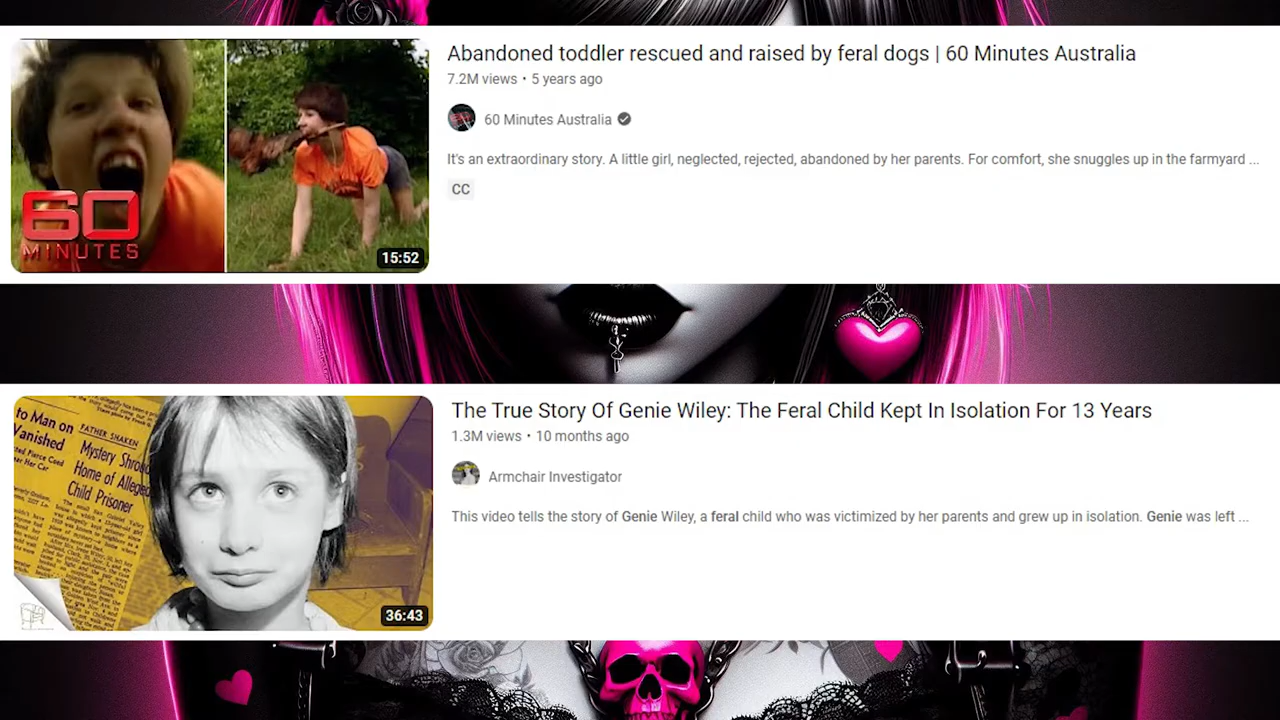 Abandoned toddler rescued and raised by feral dogs | 60 Minutes Australia
7.2M views • 5 years ago
60 Minutes Australia
It's an extraordinary story. A little girl, neglected, rejected, abandoned by her parents. For comfort, she snuggles up in the farmyard ...
CC
60
MINUTES
15:52
The True Story Of Genie Wiley: The Feral Child Kept In Isolation For 13 Years
1.3M views • 10 months ago
Armchair Investigator
This video tells the story of Genie Wiley, a feral child who was victimized by her parents and grew up in isolation. Genie was left ...
to Man on
Vanished
FATHER SHAKEN
Mystery Shro
Home of Alleged
Child Prisoner
36:43